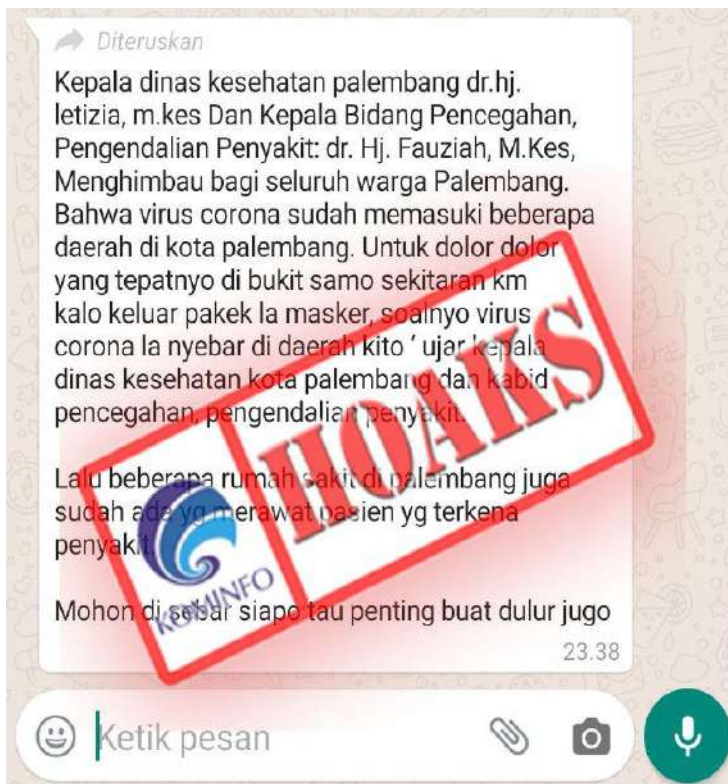 Diteruskan
Kepala dinas kesehatan palembang dr.hj.
letizia, m.kes Dan Kepala Bidang Pencegahan,
Pengendalian Penyakit: dr. Hj. Fauziah, M.Kes,
Menghimbau bagi seluruh warga Palembang.
Bahwa virus corona sudah memasuki beberapa
daerah di kota palembang. Untuk dolor dolor
yang tepatnyo di bukit samo sekitaran km
kalo keluar pakek la masker, soalnyo virus
corona la nyebar di daerah kito ‘ ujar kepala
dinas kesehatan kota palembang dan kabid
pencegahan, pengendalian penyakit.
Lalu beberapa rumah sakit di palembang juga
sudah ada yg merawat pasien yg terkena
penyakit
Mohon di sebar siapo tau penting buat dulur jugo
23.38
KOMINFO
HOAKS
Ketik pesan